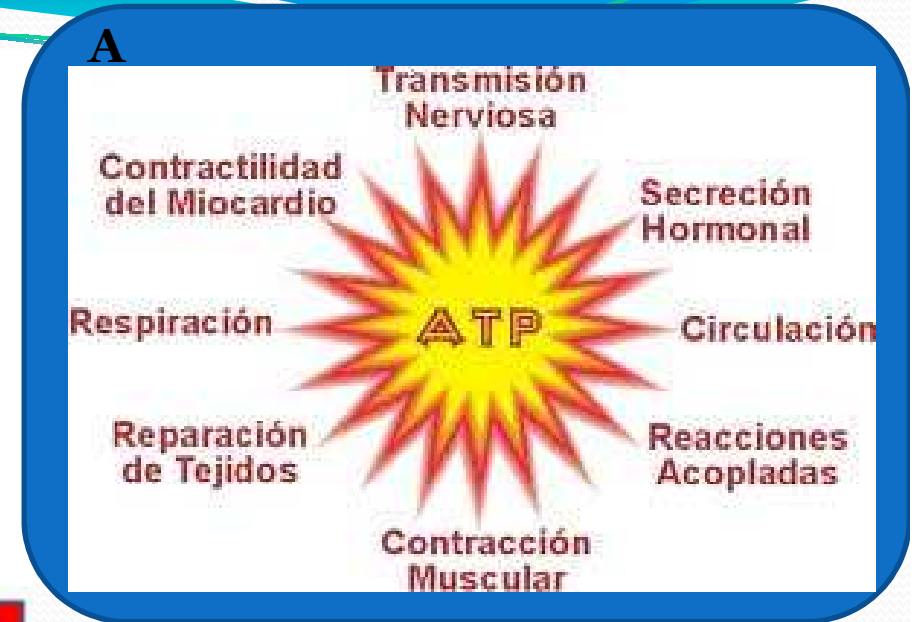 A
Transmisión
Nerviosa
Contractilidad
del Miocardio
Secreción
Hormonal
Respiración
ATP
Circulación
Reparación
de Tejidos
Reacciones
Acopladas
Contracción
Muscular